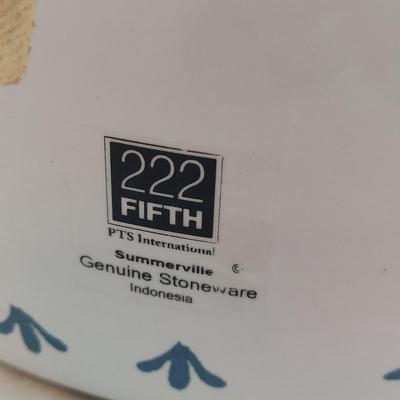 222
FIFTH
PTS International
Summerville ©
Genuine Stoneware
Indonesia